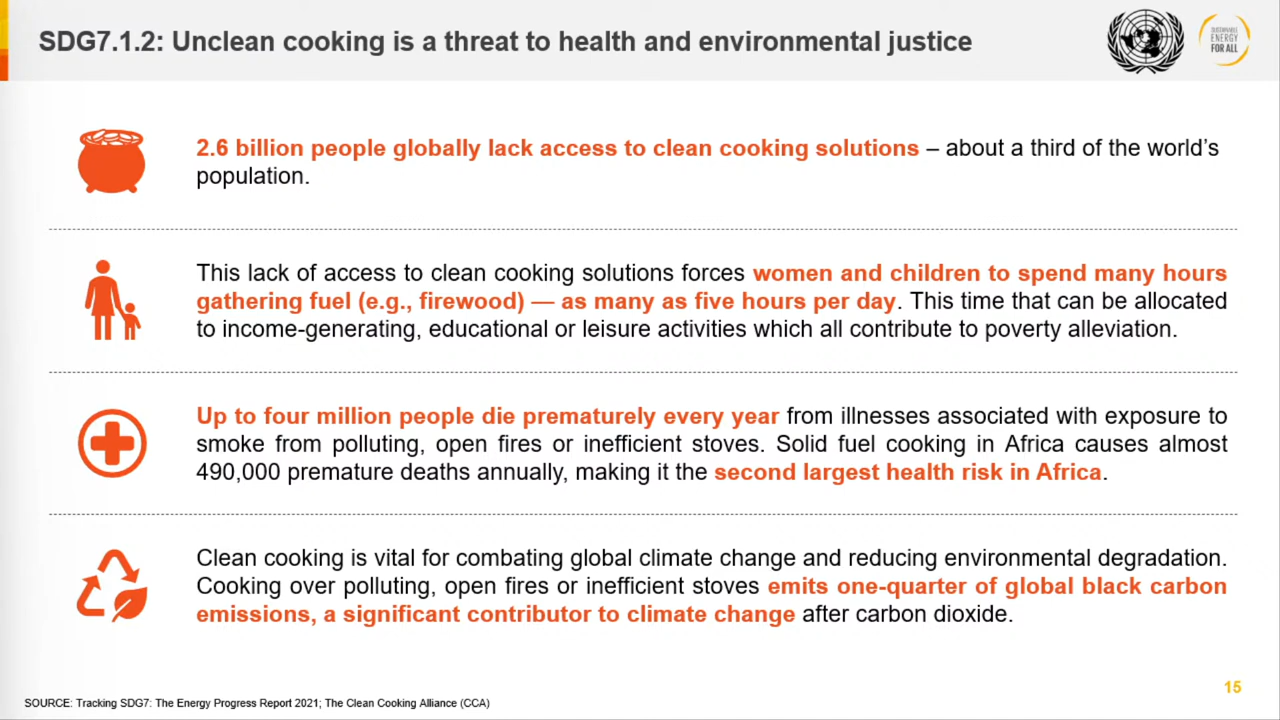 SDG7.1.2: Unclean cooking is a threat to health and environmental justice
SUSTAINABLE
ENERGY
FOR ALL
2.6 billion people globally lack access to clean cooking solutions – about a third of the world’s
population.
This lack of access to clean cooking solutions forces women and children to spend many hours
gathering fuel (e.g., firewood) — as many as five hours per day. This time that can be allocated
to income-generating, educational or leisure activities which all contribute to poverty alleviation.
Up to four million people die prematurely every year from illnesses associated with exposure to
smoke from polluting, open fires or inefficient stoves. Solid fuel cooking in Africa causes almost
490,000 premature deaths annually, making it the second largest health risk in Africa.
Clean cooking is vital for combating global climate change and reducing environmental degradation.
Cooking over polluting, open fires or inefficient stoves emits one-quarter of global black carbon
emissions, a significant contributor to climate change after carbon dioxide.
15
SOURCE: Tracking SDG7: The Energy Progress Report 2021; The Clean Cooking Alliance (CCA)